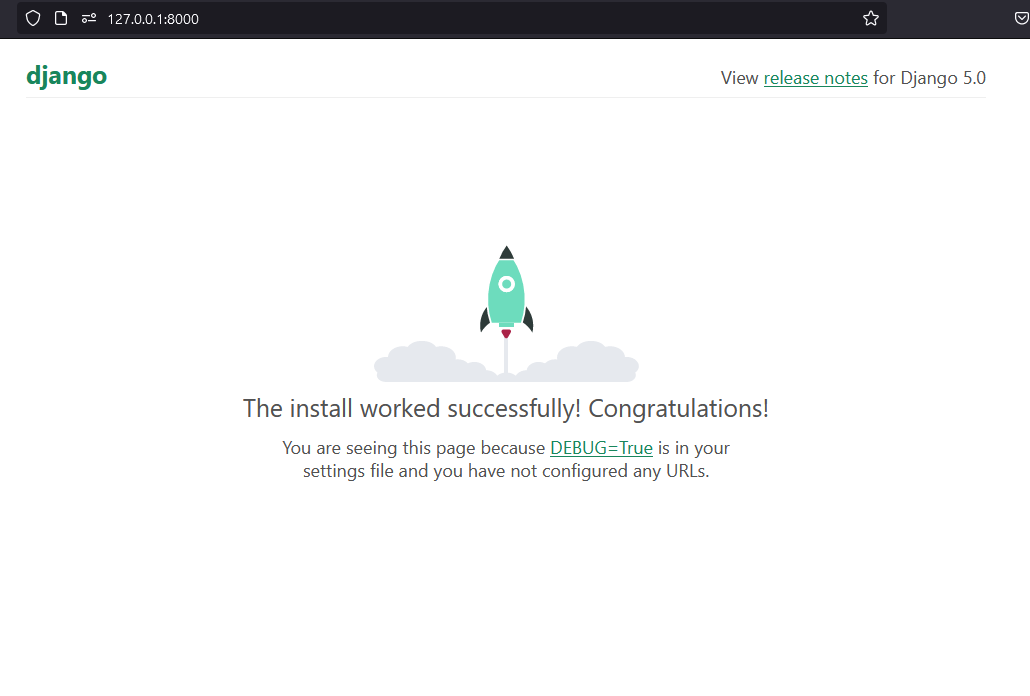 127.0.0.1:8000
django
View release notes for Django 5.0
The install worked successfully! Congratulations!
You are seeing this page because DEBUG=True is in your
settings file and you have not configured any URLs.